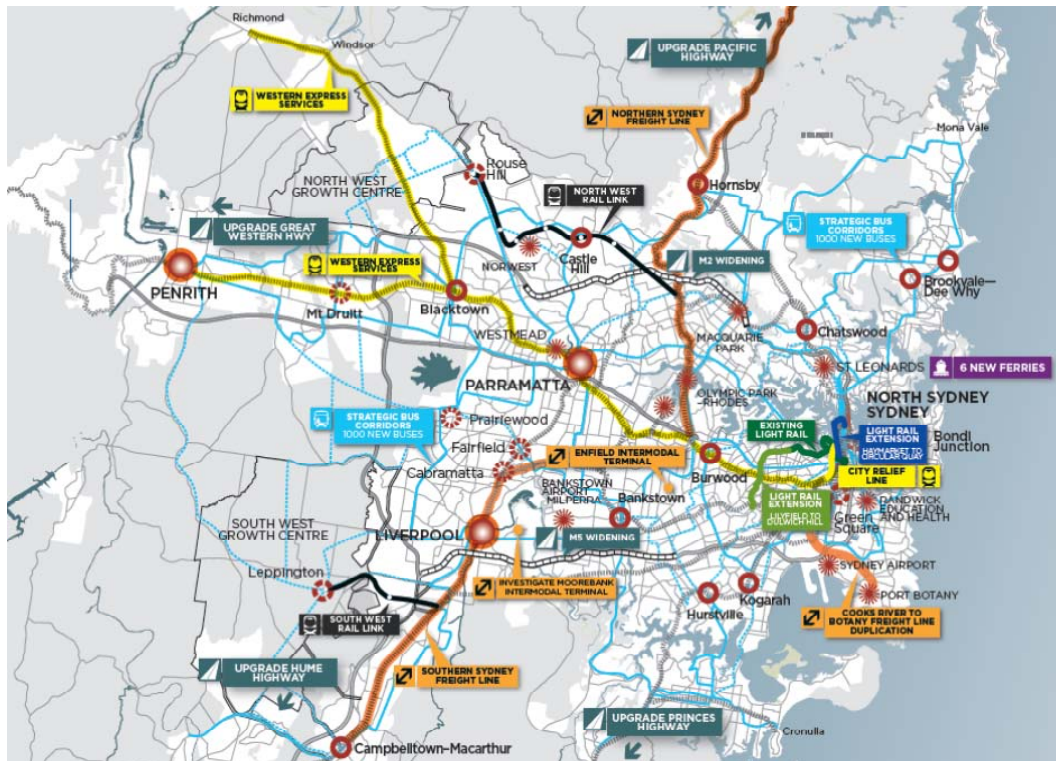 Richmond
Windsor
UPGRADE PACIFIC
HIGHWAY
WESTERN EXPRESS
SERVICES
NORTHERN SYDNEY
FREIGHT LINE
Mona Vale
Rouse
Hill
NORTH WEST
GROWTH CENTRE
Hornsby
NORTH WEST
RAIL LINK
UPGRADE GREAT
WESTERN HWY
STRATEGIC BUS
CORRIDORS
1000 NEW BUSES
NORWEST
Castle
Hill
M2 WIDENING
WESTERN EXPRESS
SERVICES
PENRITH
Brookvale–
Dee Why
Mt Druitt
Blacktown
WESTMEAD
MACQUARIE
PARK
Chatswood
PARRAMATTA
ST LEONARDS
6 NEW FERRIES
OLYMPIC PARK
–RHODES
NORTH SYDNEY
SYDNEY
STRATEGIC BUS
CORRIDORS
1000 NEW BUSES
Prairiewood
EXISTING
LIGHT RAIL
LIGHT RAIL
EXTENSION
Bondi
Junction
Fairfield
ENFIELD INTERMODAL
TERMINAL
Cabramatta
Burwood
CITY RELIEF
LINE
BANKSTOWN
AIRPORT
MILPERRA
Bankstown
LIGHT RAIL
EXTENSION
LILYFIELD TO
DULWICH HILL
Green
Square
RANDWICK
EDUCATION
AND HEALTH
SOUTH WEST
GROWTH CENTRE
LIVERPOOL
M5 WIDENING
Leppington
SYDNEY AIRPORT
INVESTIGATE MOOREBANK
INTERMODAL TERMINAL
Kogarah
PORT BOTANY
Hurstville
SOUTH WEST
RAIL LINK
COOKS RIVER TO
BOTANY FREIGHT LINE
DUPLICATION
UPGRADE HUME
HIGHWAY
SOUTHERN SYDNEY
FREIGHT LINE
UPGRADE PRINCES
HIGHWAY
Cronulla
Campbelltown–Macarthur